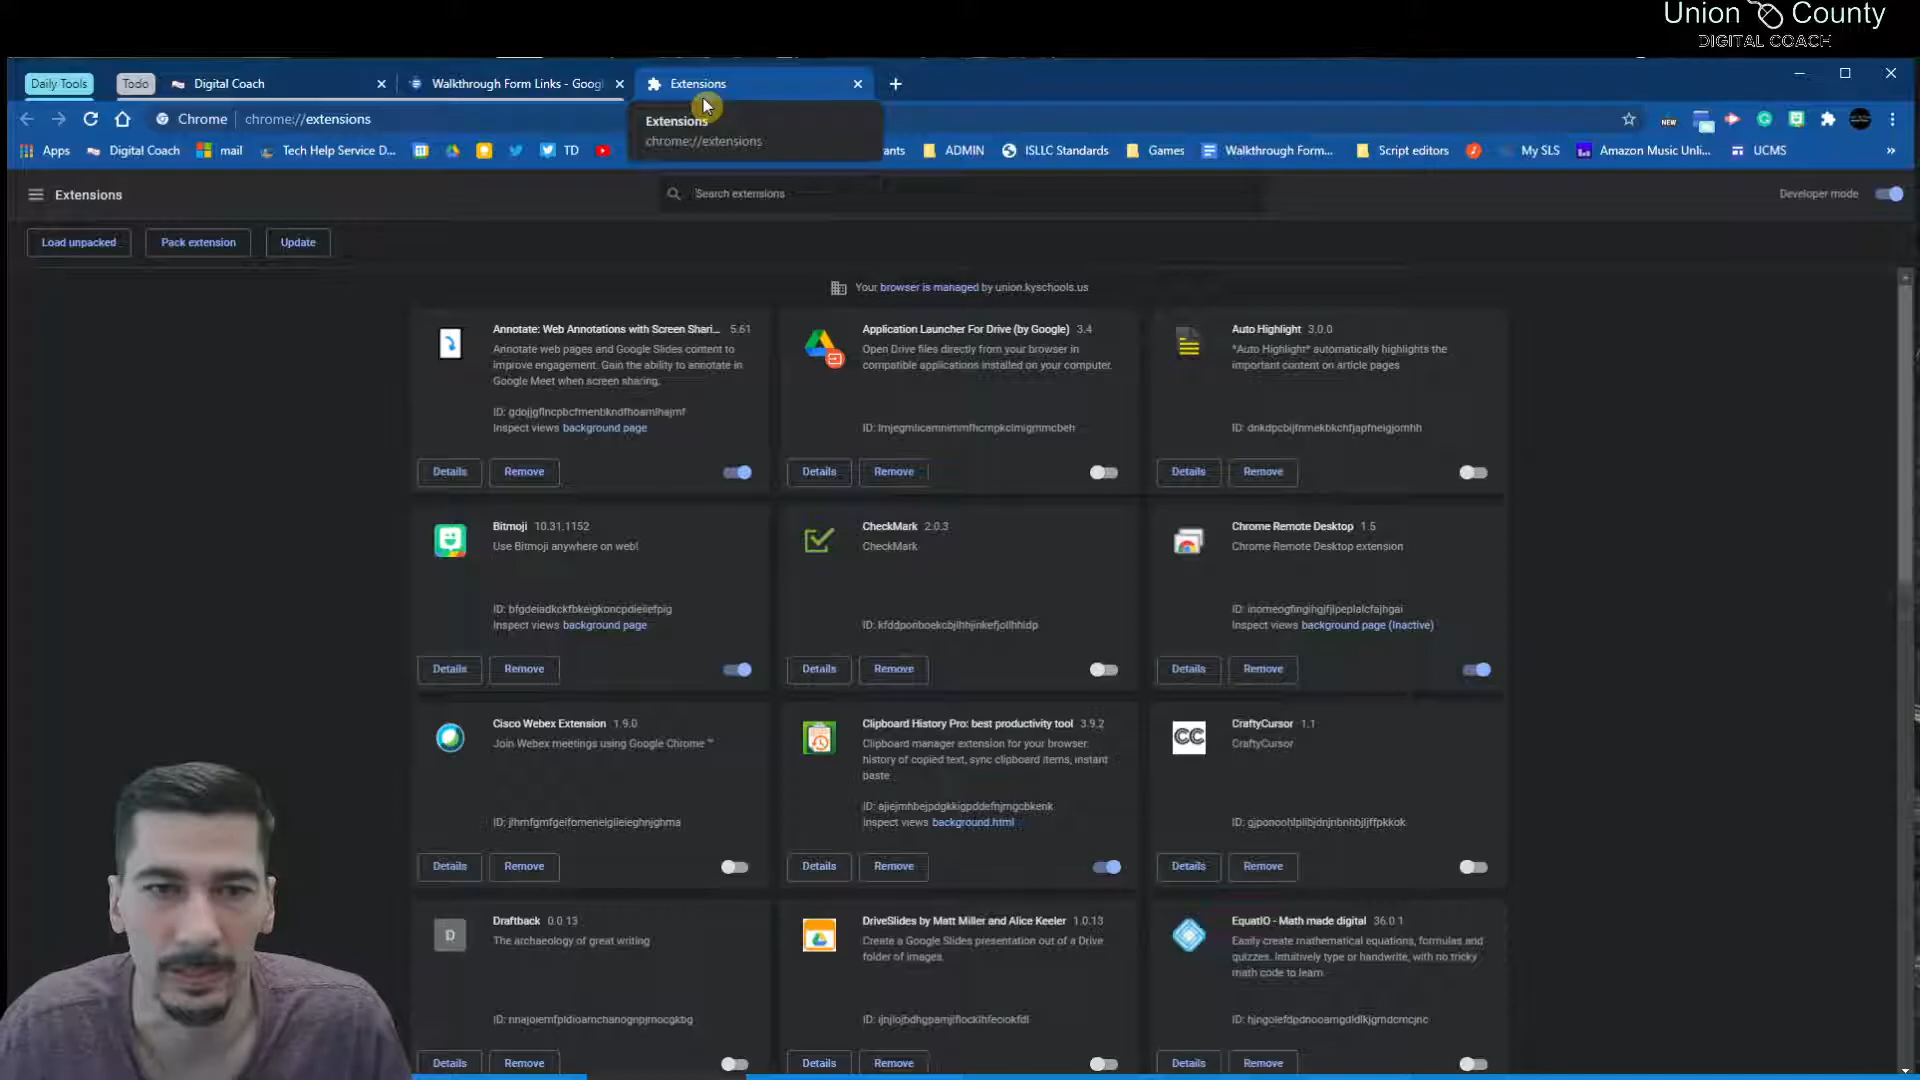 Union County
DIGITAL COACH
Daily Tools
Todo
Digital Coach
Walkthrough Form Links - Googl
Extensions
Chrome
chrome://extensions
Extensions
chrome://extensions
Apps
Digital Coach
mail
Tech Help Service D...
TD
ants
ADMIN
ISLLC Standards
Games
Walkthrough Form...
Script editors
My SLS
Amazon Music Unli...
UCMS
»
Extensions
Search extensions
Developer mode
Load unpacked
Pack extension
Update
Your browser is managed by union.kyschools.us
Annotate: Web Annotations with Screen Shari... 5.61
Annotate web pages and Google Slides content to
improve engagement. Gain the ability to annotate in
Google Meet when screen sharing.
Inspect views background page
Details
Remove
Application Launcher For Drive (by Google) 3.4
Open Drive files directly from your browser in
compatible applications installed on your computer.
Details
Remove
Auto Highlight 3.0.0
*Auto Highlight* automatically highlights the
important content on article pages
Details
Remove
Bitmoji 10.31.1152
Use Bitmoji anywhere on web!
Inspect views background page
Details
Remove
CheckMark 2.0.3
CheckMark
Details
Remove
Chrome Remote Desktop 1.5
Chrome Remote Desktop extension
Inspect views background page (Inactive)
Details
Remove
Cisco Webex Extension 1.9.0
Join Webex meetings using Google Chrome ™
Details
Remove
Clipboard History Pro: best productivity tool 3.9.2
Clipboard manager extension for your browser:
history of copied text, sync clipboard items, instant
paste
Inspect views background.html
Details
Remove
CC
CraftyCursor 1.1
CraftyCursor
Details
Remove
D
Draftback 0.0.13
The archaeology of great writing
Details
Remove
DriveSlides by Matt Miller and Alice Keeler 1.0.13
Create a Google Slides presentation out of a Drive
folder of images.
Details
Remove
EquatIO - Math made digital 36.0.1
Easily create mathematical equations, formulas and
quizzes. Intuitively type or handwrite, with no tricky
math code to learn.
Details
Remove